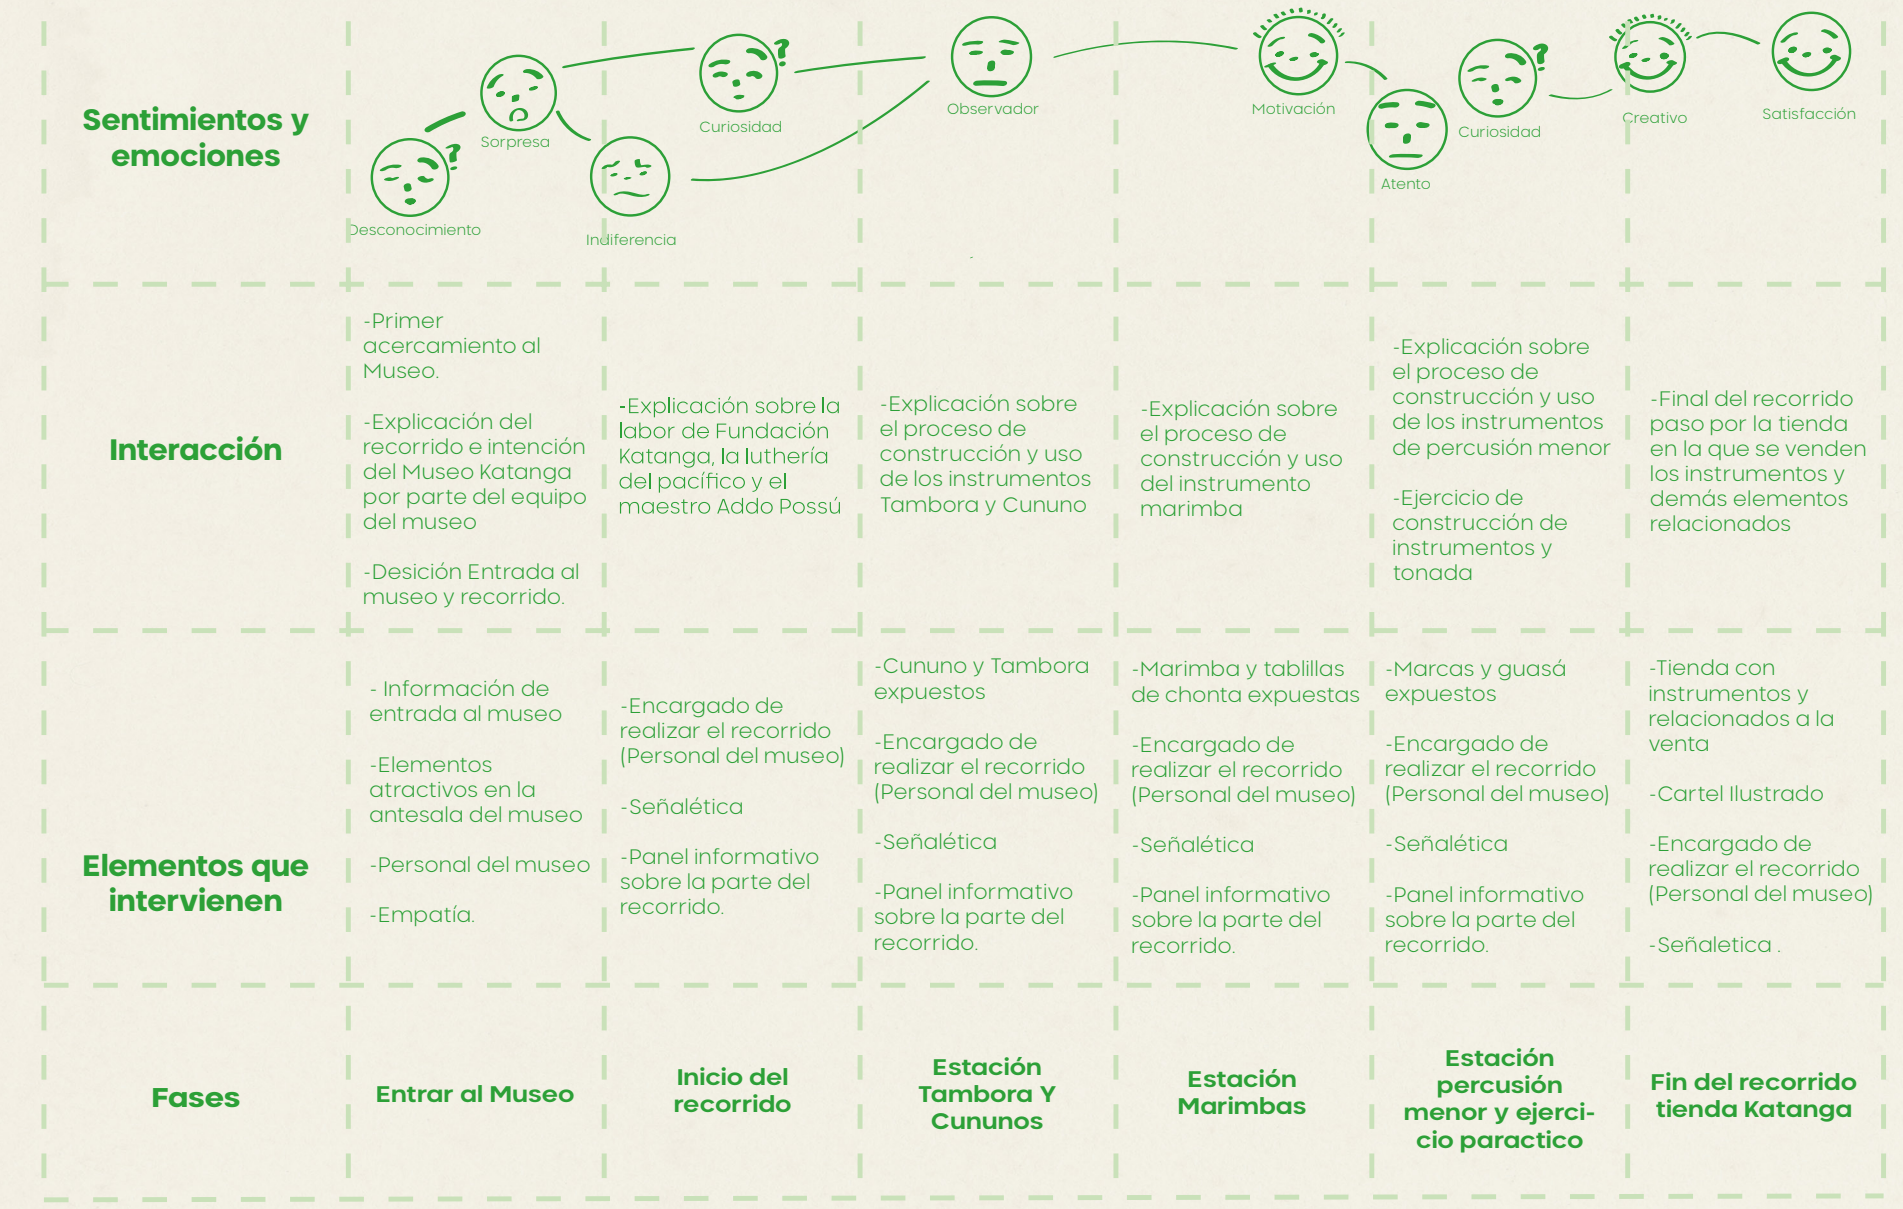 Sentimientos y
emociones
Desconocimiento
?
Sorpresa
Indiferencia
Curiosidad
?
Observador
Motivación
Atento
Curiosidad
?
Creativo
Satisfacción
Interacción
-Primer
acercamiento al
Museo.
-Explicación del
recorrido e intención
del Museo Katanga
por parte del equipo
del museo
-Desición Entrada al
museo y recorrido.
-Explicación sobre la
labor de Fundación
Katanga, la luthería
del pacífico y el
maestro Addo Possú
-Explicación sobre
el proceso de
construcción y uso
de los instrumentos
Tambora y Cununo
-Explicación sobre
el proceso de
construcción y uso
del instrumento
marimba
-Explicación sobre
el proceso de
construcción y uso
de los instrumentos
de percusión menor
-Ejercicio de
construcción de
instrumentos y
tonada
-Final del recorrido
paso por la tienda
en la que se venden
los instrumentos y
demás elementos
relacionados
Elementos que
intervienen
- Información de
entrada al museo
-Elementos
atractivos en la
antesala del museo
-Personal del museo
-Empatía.
-Encargado de
realizar el recorrido
(Personal del museo)
-Señalética
-Panel informativo
sobre la parte del
recorrido.
-Cununo y Tambora
expuestos
-Encargado de
realizar el recorrido
(Personal del museo)
-Señalética
-Panel informativo
sobre la parte del
recorrido.
-Marimba y tablillas
de chonta expuestas
-Encargado de
realizar el recorrido
(Personal del museo)
-Señalética
-Panel informativo
sobre la parte del
recorrido.
-Marcas y guasá
expuestos
-Encargado de
realizar el recorrido
(Personal del museo)
-Señalética
-Panel informativo
sobre la parte del
recorrido.
-Tienda con
instrumentos y
relacionados a la
venta
-Cartel Ilustrado
-Encargado de
realizar el recorrido
(Personal del museo)
-Señaletica .
Fases
Entrar al Museo
Inicio del
recorrido
Estación
Tambora Y
Cununos
Estación
Marimbas
Estación
percusión
menor y ejerci-
cio paractico
Fin del recorrido
tienda Katanga